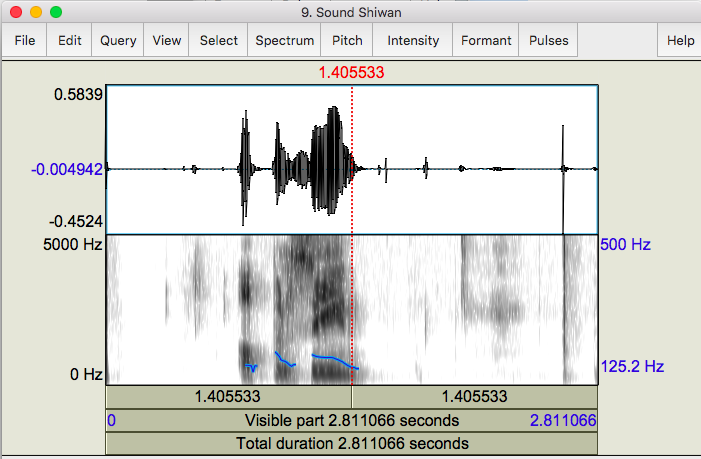 9. Sound Shiwan
File Edit Query View Select Spectrum Pitch Intensity Formant Pulses Help
1.405533
0.5839
-0.004942
-0.4524
5000 Hz 500 Hz
125.2 Hz
0 Hz
1.405533 1.405533
0 Visible part 2.811066 seconds 2.811066
Total duration 2.811066 seconds